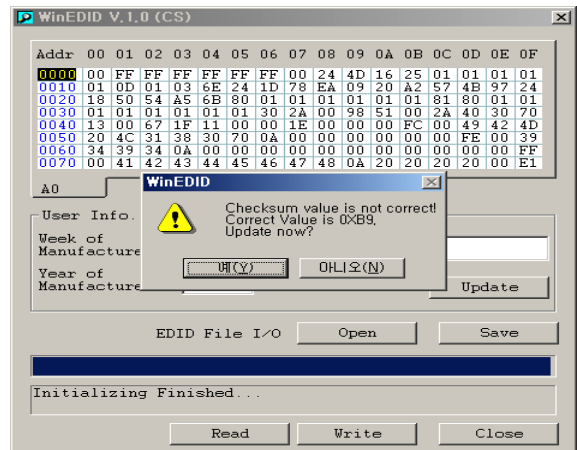 WinEDID V.1.0 (CS)
Addr 00 01 02 03 04 05 06 07 08 09 0A 0B 0C 0D 0E 0F
0000 00 FF FF FF FF FF FF 00 24 4D 16 25 01 01 01 01
0010 01 0D 01 03 6E 24 1D 78 EA 09 20 A2 57 4B 97 24
0020 18 50 54 A5 6B 80 01 01 01 01 01 01 81 80 01 01
0030 01 01 01 01 01 01 30 2A 00 98 51 00 2A 40 30 70
0040 13 00 67 1F 11 00 00 1E 00 00 00 FC 00 49 42 4D
0050 20 4C 31 38 30 70 0A 00 00 00 00 00 00 FE 00 39
0060 34 39 34 0A 00 00 00 00 00 00 00 00 00 00 00 FF
0070 00 41 42 43 44 45 46 47 48 0A 20 20 20 20 00 E1
A0
WinEDID
Checksum value is not correct!
Correct Value is 0XB9,
Update now?
예(Y) 아니오(N)
User Info.
Week of
Manufacture
Year of
Manufacture
Update
EDID File I/O Open Save
Initializing Finished...
Read Write Close